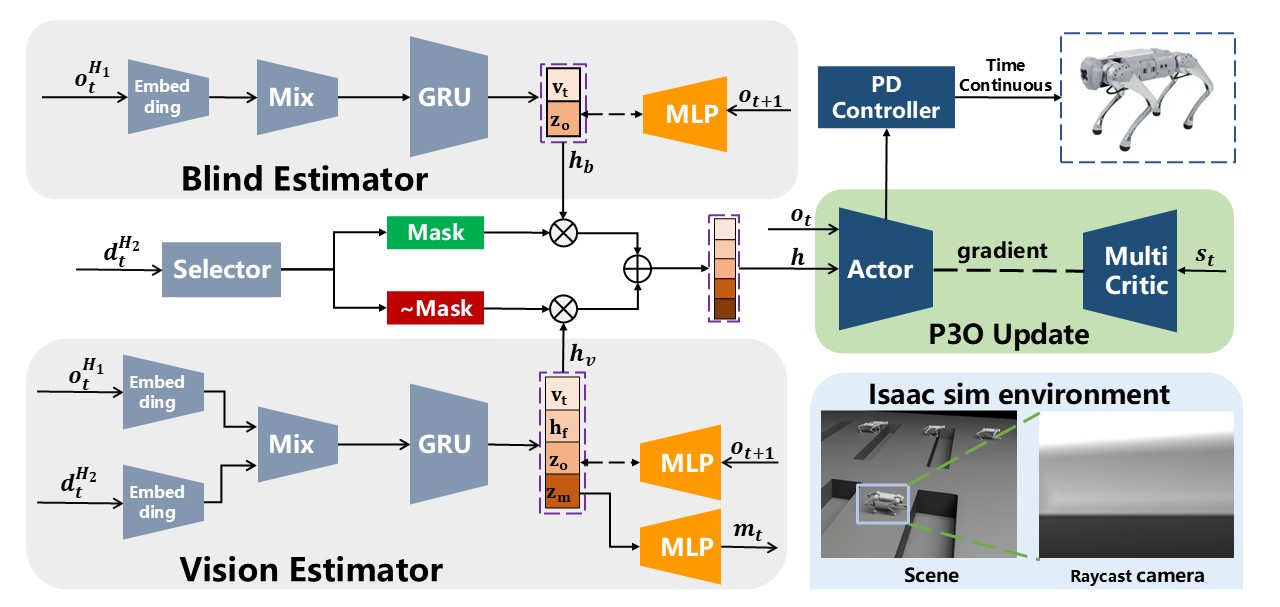 o_t^{H_1}
Embed
ding
Mix
GRU
v_t
z_o
MLP
o_{t+1}
h_b
Blind Estimator
PD
Controller
Time
Continuous
d_t^{H_2}
Selector
Mask
~Mask
h_v
o_t
h
Actor
gradient
Multi
Critic
s_t
P3O Update
o_t^{H_1}
Embed
ding
d_t^{H_2}
Embed
ding
Mix
GRU
v_t
h_f
z_o
z_m
MLP
o_{t+1}
MLP
m_t
Vision Estimator
Isaac sim environment
Scene
Raycast camera